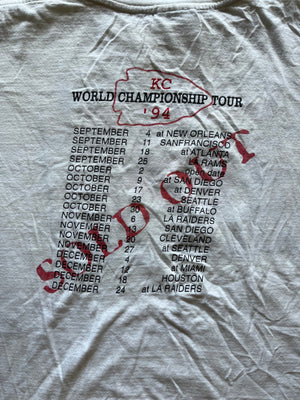 KC
WORLD CHAMPIONSHIP TOUR
'94
SEPTEMBER 4 at NEW ORLEANS
SEPTEMBER 11 SANFRANCISCO
SEPTEMBER 18 at ATLANTA
SEPTEMBER 25 LA RAMS
OCTOBER 2 open date
OCTOBER 9 at SAN DIEGO
OCTOBER 17 at DENVER
OCTOBER 23 SEATTLE
OCTOBER 30 at BUFFALO
NOVEMBER 6 LA RAIDERS
NOVEMBER 13 SAN DIEGO
NOVEMBER 20 CLEVELAND
NOVEMBER 27 at SEATTLE
DECEMBER 4 DENVER
DECEMBER 12 at MIAMI
DECEMBER 18 HOUSTON
DECEMBER 24 at LA RAIDERS
SOLD OUT